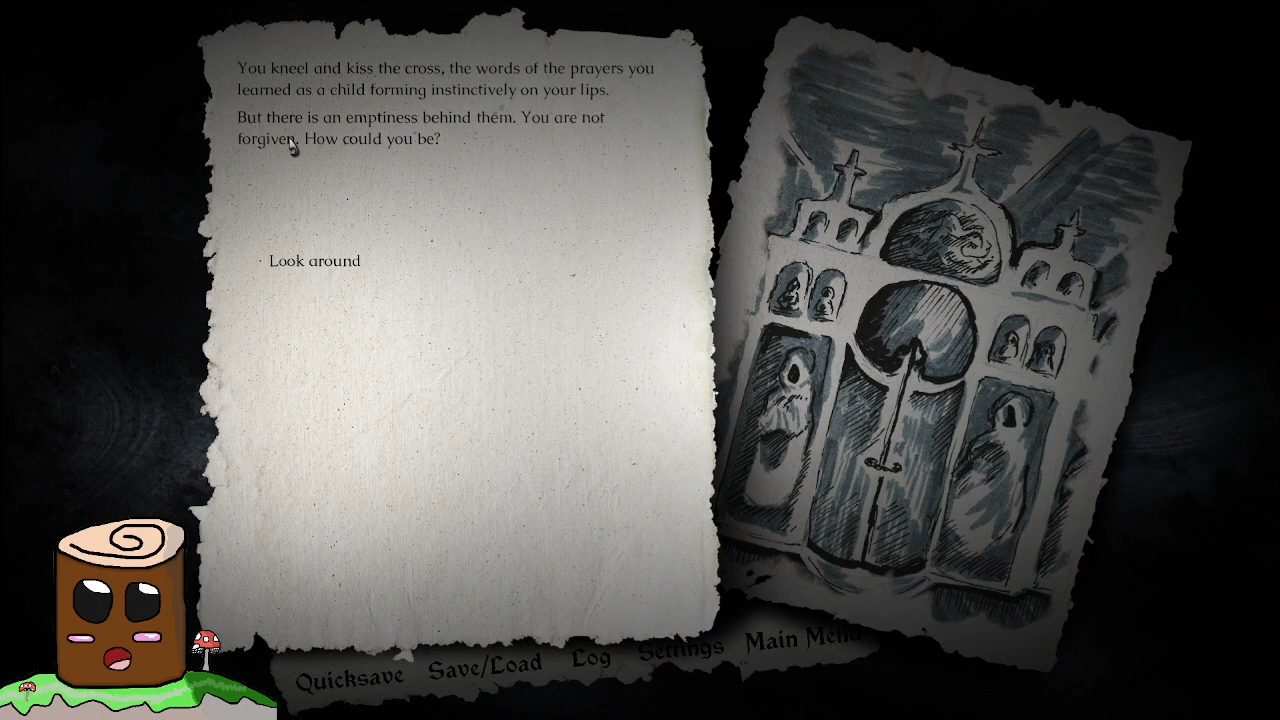 You kneel and kiss the cross, the words of the prayers you
learned as a child forming instinctively on your lips.
But there is an emptiness behind them. You are not
forgiven. How could you be?
· Look around
Quicksave Save/Load Log Settings Main Menu